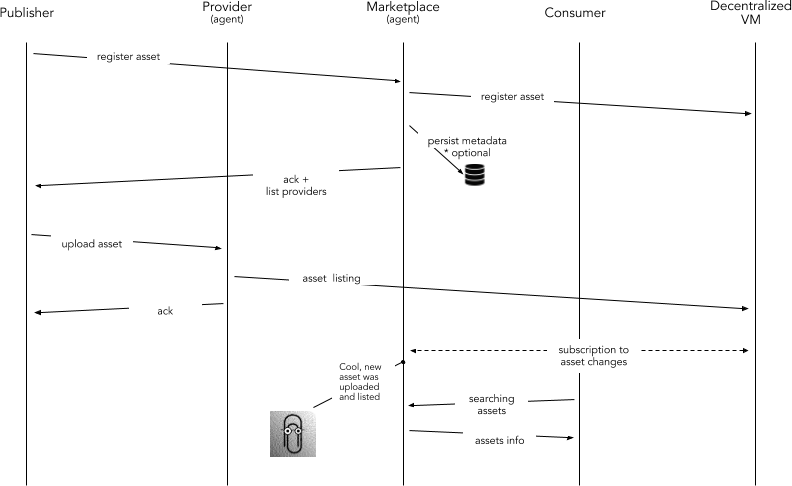 Publisher
Provider
(agent)
Marketplace
(agent)
Consumer
Decentralized
VM
register asset
register asset
persist metadata
* optional
ack +
list providers
upload asset
asset listing
ack
subscription to
asset changes
Cool, new
asset was
uploaded
and listed
searching
assets
assets info